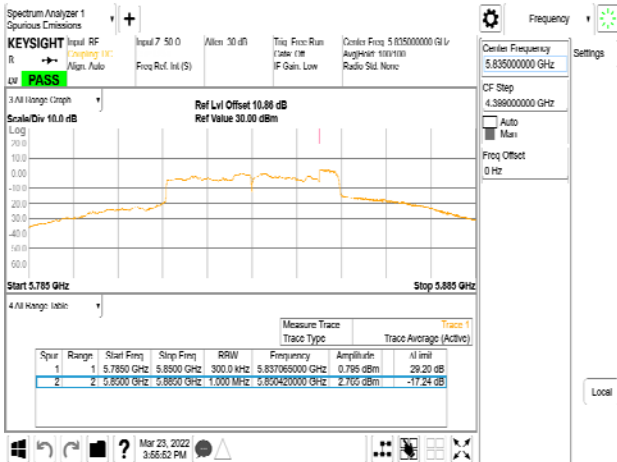 Spectrum Analyzer 1
Spurious Emissions
+
Frequency
KEYSIGHT
Input: RF
Coupling: DC
Align: Auto
Input Z: 50 Ω
Freq Ref: Int (S)
Atten: 30 dB
Trig: Free Run
Gate: Off
IF Gain: Low
Center Freq: 5.835000000 GHz
Avg|Hold: 100/100
Radio Std: None
R
PASS
Center Frequency
5.835000000 GHz
Settings
CF Step
4.399000000 GHz
Auto
Man
Freq Offset
0 Hz
3 All Range Graph
Scale/Div 10.0 dB
Ref Lvl Offset 10.86 dB
Ref Value 30.00 dBm
Log
20.0
10.0
0.00
-10.0
-20.0
-30.0
-40.0
-50.0
-60.0
Start 5.785 GHz
Stop 5.885 GHz
4 All Range Table
Measure Trace Trace 1
Trace Type Trace Average (Active)
Spur Range Start Freq Stop Freq RBW Frequency Amplitude Δ Limit
1 1 5.7850 GHz 5.8500 GHz 300.0 kHz 5.837065000 GHz 0.795 dBm 29.20 dB
2 2 5.8500 GHz 5.8850 GHz 1.000 MHz 5.850420000 GHz 2.765 dBm -17.24 dB
Local
?
Mar 23, 2022
3:55:52 PM